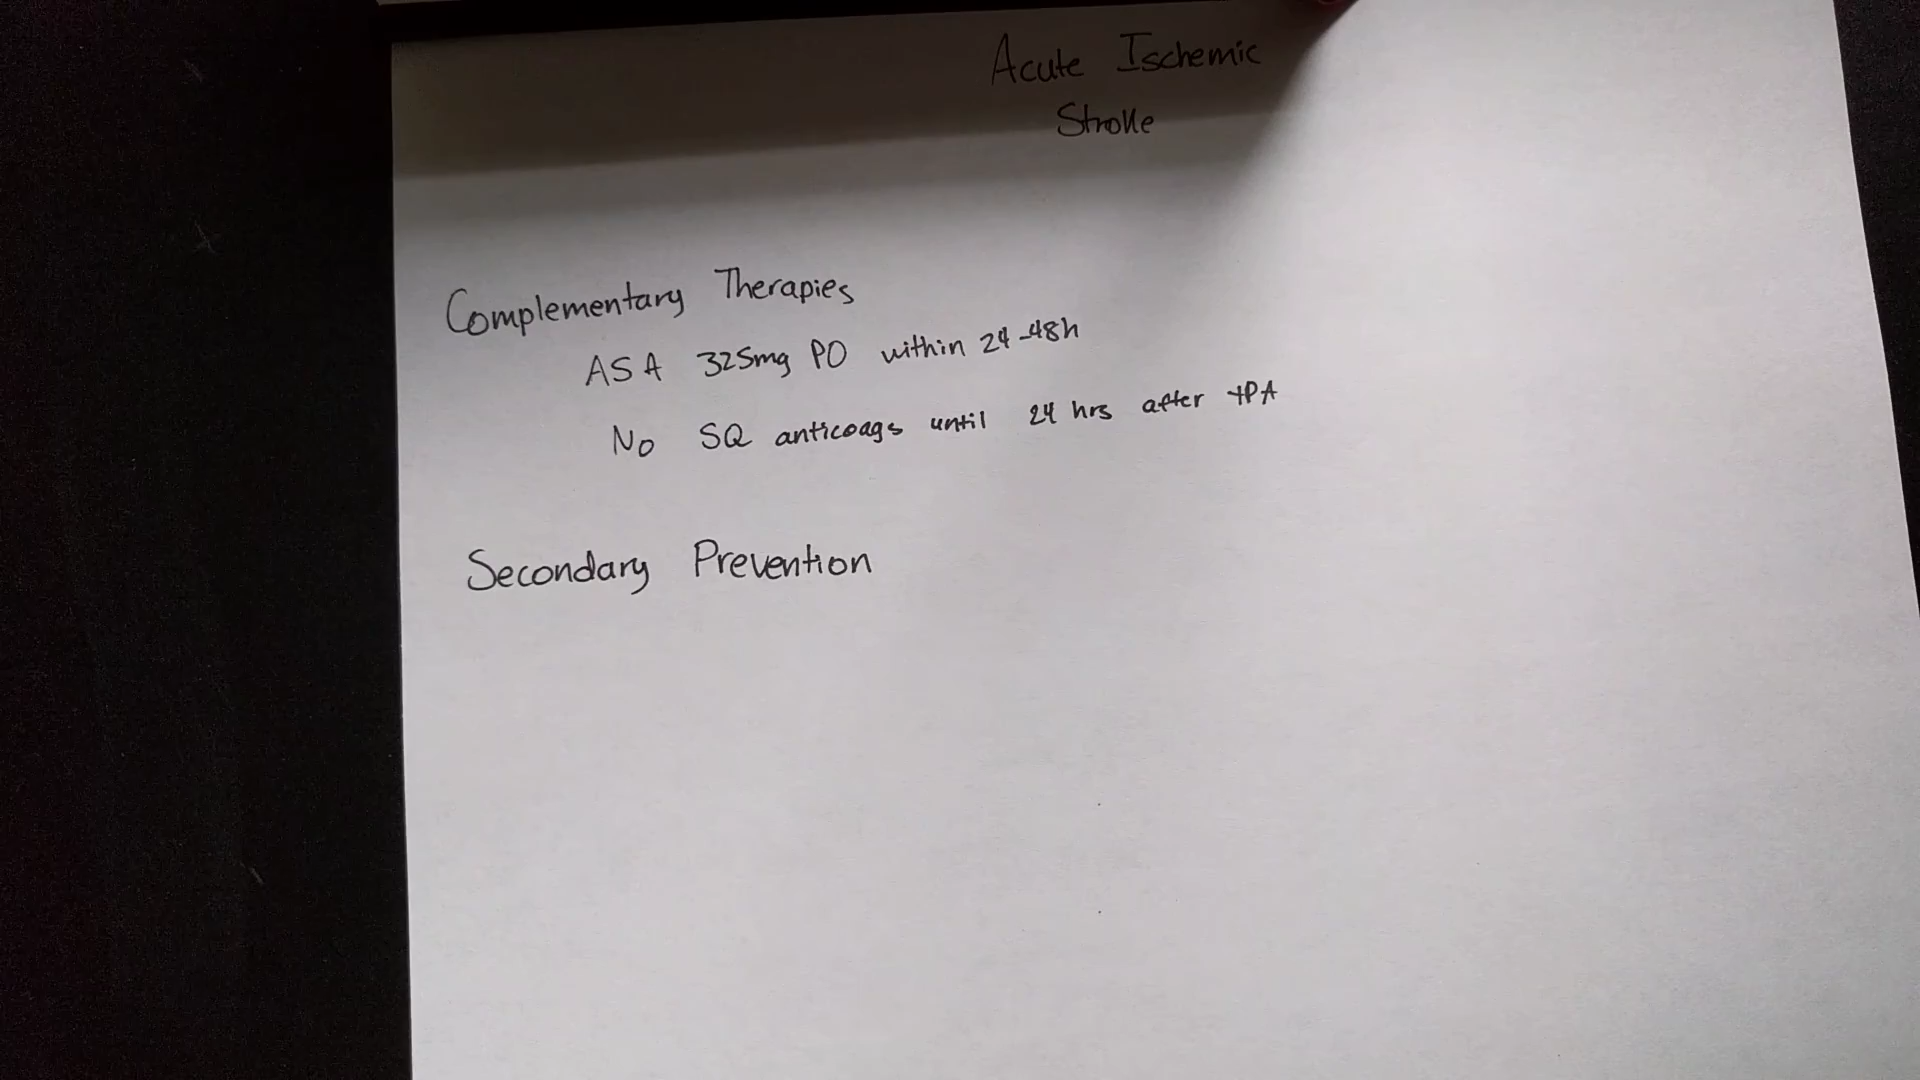 Acute Ischemic
Stroke
Complementary Therapies
ASA 325mg PO within 24-48h
No SQ anticoags until 24 hrs after tPA
Secondary Prevention